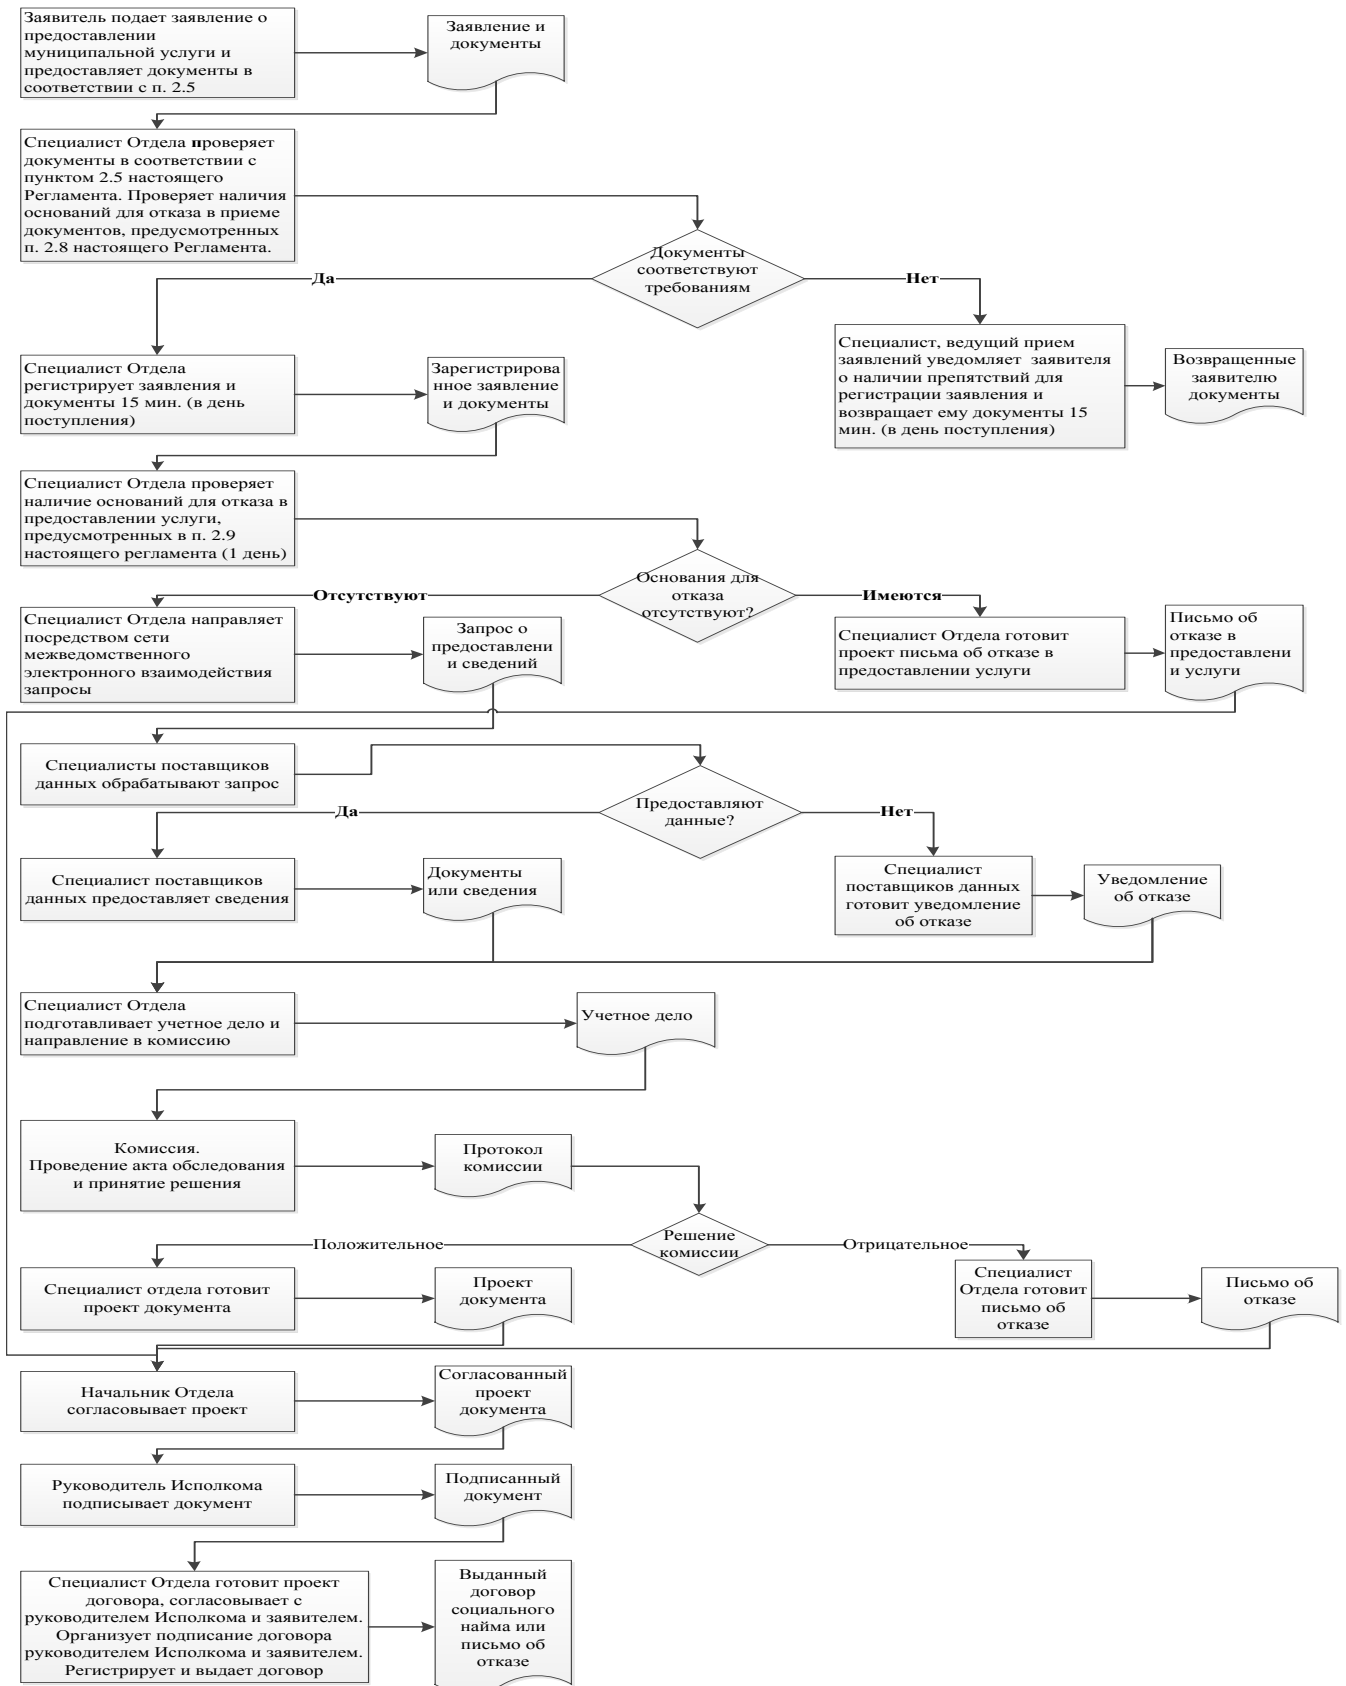 Заявитель подает заявление о
предоставлении
муниципальной услуги и
предоставляет документы в
соответствии с п. 2.5
Заявление и
документы
Специалист Отдела проверяет
документы в соответствии с
пунктом 2.5 настоящего
Регламента. Проверяет наличия
оснований для отказа в приеме
документов, предусмотренных
п. 2.8 настоящего Регламента.
Документы
соответствуют
требованиям
Да
Нет
Специалист Отдела
регистрирует заявления и
документы 15 мин. (в день
поступления)
Зарегистрирова
нное заявление
и документы
Специалист, ведущий прием
заявлений уведомляет заявителя
о наличии препятствий для
регистрации заявления и
возвращает ему документы 15
мин. (в день поступления)
Возвращенные
заявителю
документы
Специалист Отдела проверяет
наличие оснований для отказа в
предоставлении услуги,
предусмотренных в п. 2.9
настоящего регламента (1 день)
Основания для
отказа
отсутствуют?
Отсутствуют
Имеются
Специалист Отдела направляет
посредством сети
межведомственного
электронного взаимодействия
запросы
Запрос о
предоставлени
и сведений
Специалист Отдела готовит
проект письма об отказе в
предоставлении услуги
Письмо об
отказе в
предоставлени
и услуги
Специалисты поставщиков
данных обрабатывают запрос
Предоставляют
данные?
Да
Нет
Специалист поставщиков
данных предоставляет сведения
Документы
или сведения
Специалист
поставщиков данных
готовит уведомление
об отказе
Уведомление
об отказе
Специалист Отдела
подготавливает учетное дело и
направление в комиссию
Учетное дело
Комиссия.
Проведение акта обследования
и принятие решения
Протокол
комиссии
Решение
комиссии
Положительное
Отрицательное
Специалист отдела готовит
проект документа
Проект
документа
Специалист
Отдела готовит
письмо об
отказе
Письмо об
отказе
Начальник Отдела
согласовывает проект
Согласованный
проект
документа
Руководитель Исполкома
подписывает документ
Подписанный
документ
Специалист Отдела готовит проект
договора, согласовывает с
руководителем Исполкома и заявителем.
Организует подписание договора
руководителем Исполкома и заявителем.
Регистрирует и выдает договор
Выданный
договор
социального
найма или
письмо об
отказе